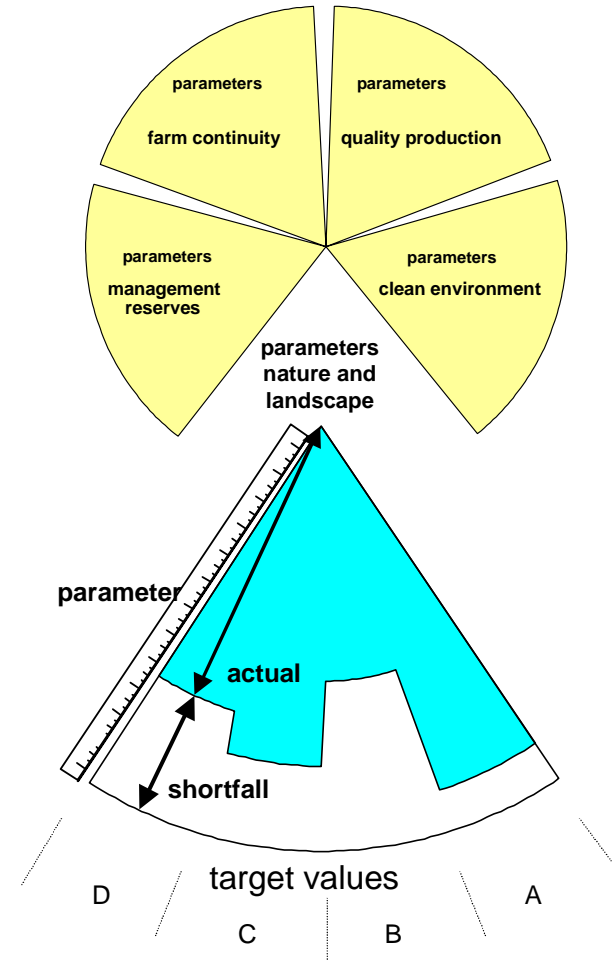 parameters
farm continuity
parameters
quality production
parameters
management
reserves
parameters
clean environment
parameters
nature and
landscape
parameter
actual
shortfall
target values
D
C
B
A